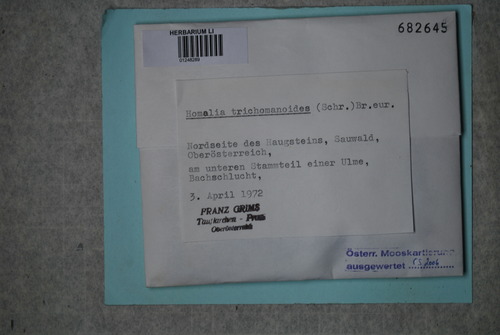 HERBARIUM LI
01246289
682645
Homalia trichomanoides (Schr.)Br.eur.
Nordseite des Haugsteins, Sauwald,
Oberösterreich,
am unteren Stammteil einer Ulme,
Bachschlucht,
3. April 1972
FRANZ GRIMS
Taufkirchen - Pram
Oberösterreich
Österr. Mooskartierung
ausgewertet